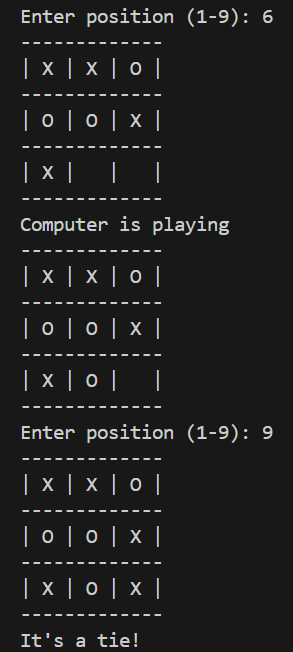 Enter position (1-9): 6
-------------
| X | X | O |
-------------
| O | O | X |
-------------
| X |   |   |
-------------
Computer is playing
-------------
| X | X | O |
-------------
| O | O | X |
-------------
| X | O |   |
-------------
Enter position (1-9): 9
-------------
| X | X | O |
-------------
| O | O | X |
-------------
| X | O | X |
-------------
It's a tie!